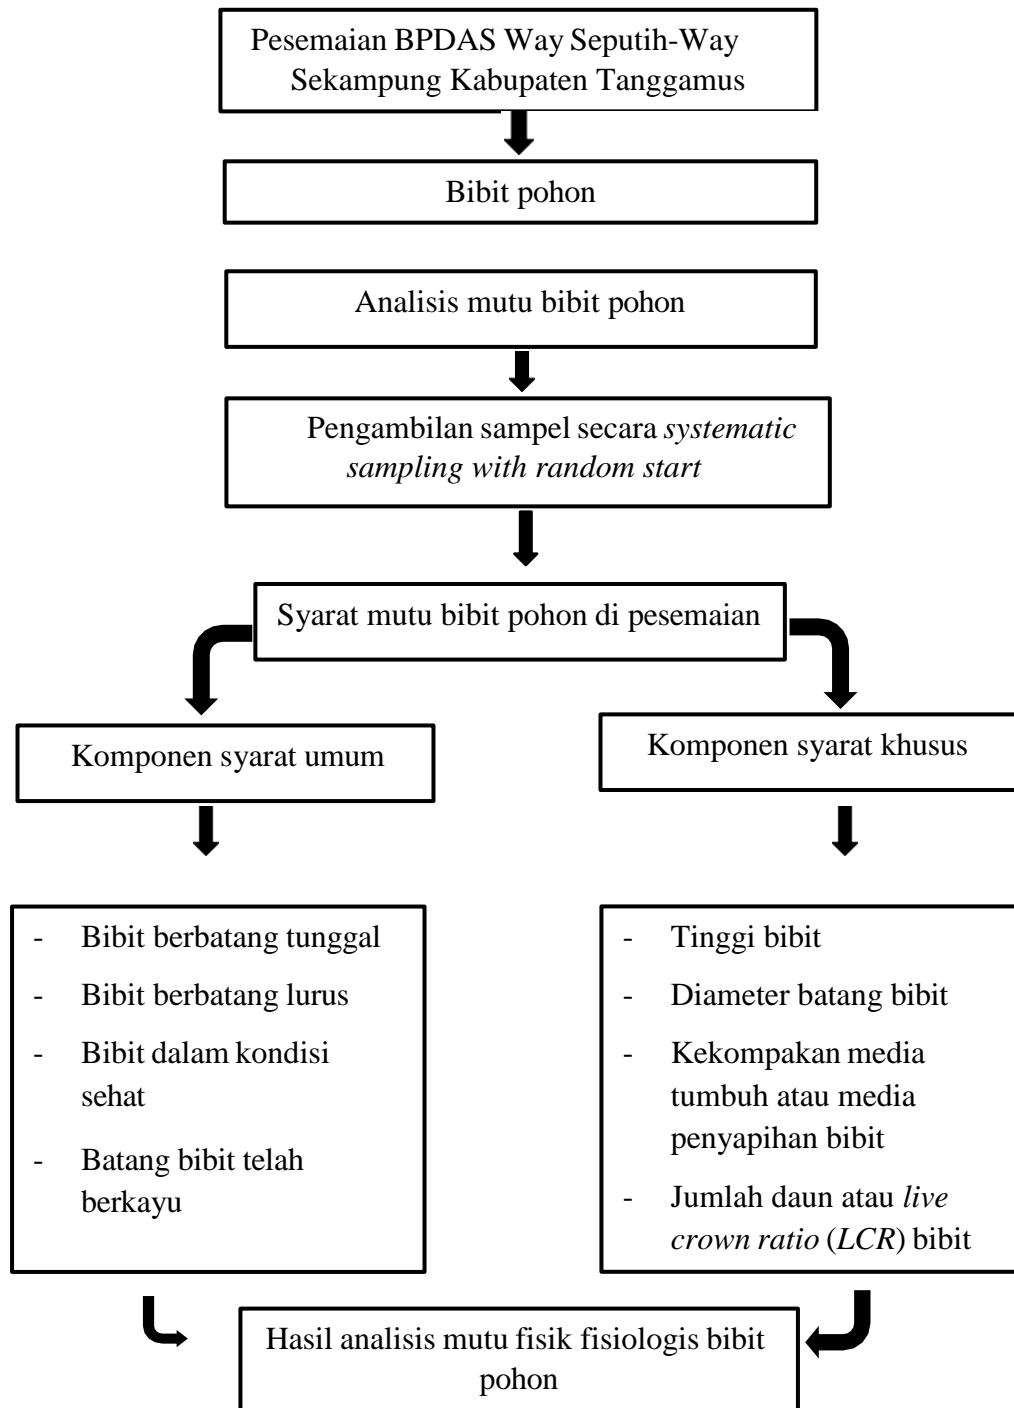 Pesemaian BPDAS Way Seputih-Way
Sekampung Kabupaten Tanggamus
Bibit pohon
Analisis mutu bibit pohon
Pengambilan sampel secara systematic
sampling with random start
Syarat mutu bibit pohon di pesemaian
Komponen syarat umum
Komponen syarat khusus
- Bibit berbatang tunggal
- Bibit berbatang lurus
- Bibit dalam kondisi
sehat
- Batang bibit telah
berkayu
- Tinggi bibit
- Diameter batang bibit
- Kekompakan media
tumbuh atau media
penyapihan bibit
- Jumlah daun atau live
crown ratio (LCR) bibit
Hasil analisis mutu fisik fisiologis bibit
pohon